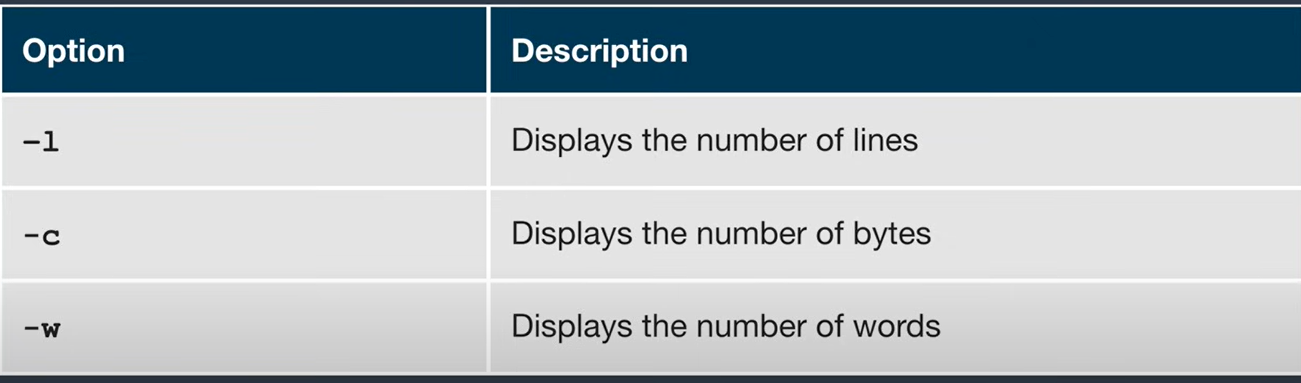 Option Description
-l Displays the number of lines
-c Displays the number of bytes
-w Displays the number of words